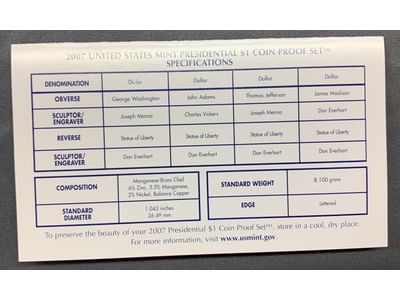 2007 UNITED STATES MINT PRESIDENTIAL $1 COIN PROOF SET™
SPECIFICATIONS
DENOMINATION Dollar Dollar Dollar Dollar
OBVERSE George Washington John Adams Thomas Jefferson James Madison
SCULPTOR/ENGRAVER Joseph Menna Charles Vickers Joseph Menna Don Everhart
REVERSE Statue of Liberty Statue of Liberty Statue of Liberty Statue of Liberty
SCULPTOR/ENGRAVER Don Everhart Don Everhart Don Everhart Don Everhart
COMPOSITION
Manganese-Brass Clad
6% Zinc, 3.5% Manganese,
2% Nickel, Balance Copper
STANDARD DIAMETER
1.043 inches
26.49 mm
STANDARD WEIGHT 8.100 grams
EDGE Lettered
To preserve the beauty of your 2007 Presidential $1 Coin Proof Set™, store in a cool, dry place.
For more information, visit www.usmint.gov.